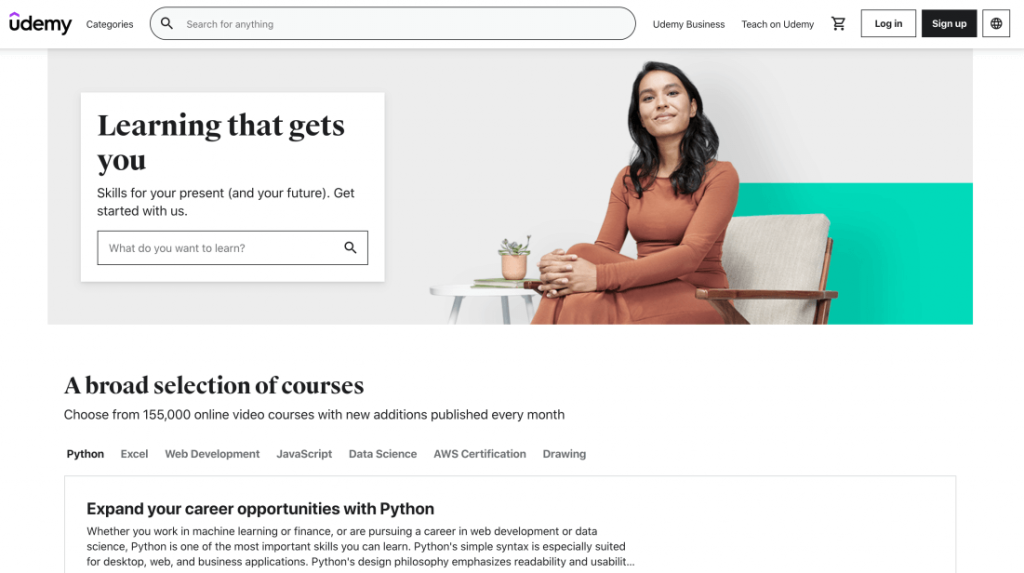 udemy Categories Search for anything Udemy Business Teach on Udemy Log in Sign up
Learning that gets
you
Skills for your present (and your future). Get
started with us.
What do you want to learn?
A broad selection of courses
Choose from 155,000 online video courses with new additions published every month
Python Excel Web Development JavaScript Data Science AWS Certification Drawing
Expand your career opportunities with Python
Whether you work in machine learning or finance, or are pursuing a career in web development or data
science, Python is one of the most important skills you can learn. Python's simple syntax is especially suited
for desktop, web, and business applications. Python's design philosophy emphasizes readability and usabilit...